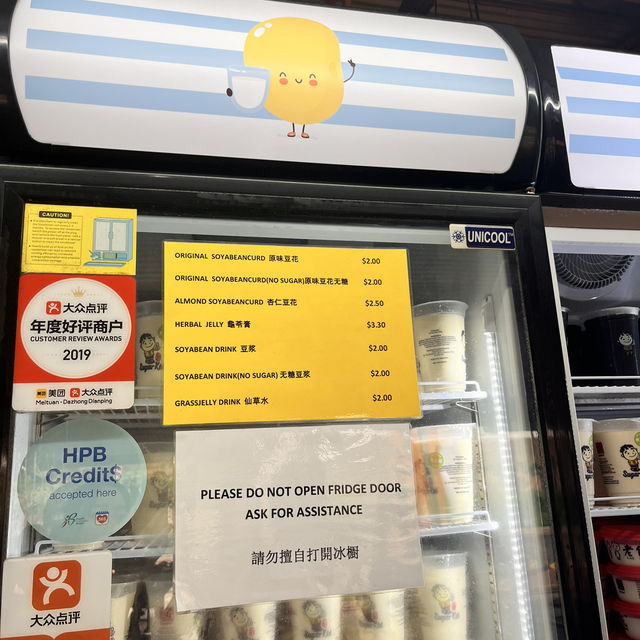 CAUTION!
UNICOOL
ORIGINAL SOYABEANCURD 原味豆花 $2.00
ORIGINAL SOYABEANCURD(NO SUGAR)原味豆花无糖 $2.00
ALMOND SOYABEANCURD 杏仁豆花 $2.50
HERBAL JELLY 龜苓膏 $3.30
SOYABEAN DRINK 豆浆 $2.00
SOYABEAN DRINK(NO SUGAR) 无糖豆浆 $2.00
GRASSJELLY DRINK 仙草水 $2.00
大众点评
年度好评商户
CUSTOMER REVIEW AWARDS
2019
美团 大众点评
Meituan - Dazhong Dianping
HPB
Credit$
accepted here
PLEASE DO NOT OPEN FRIDGE DOOR
ASK FOR ASSISTANCE
請勿擅自打開冰櫥
大众点评